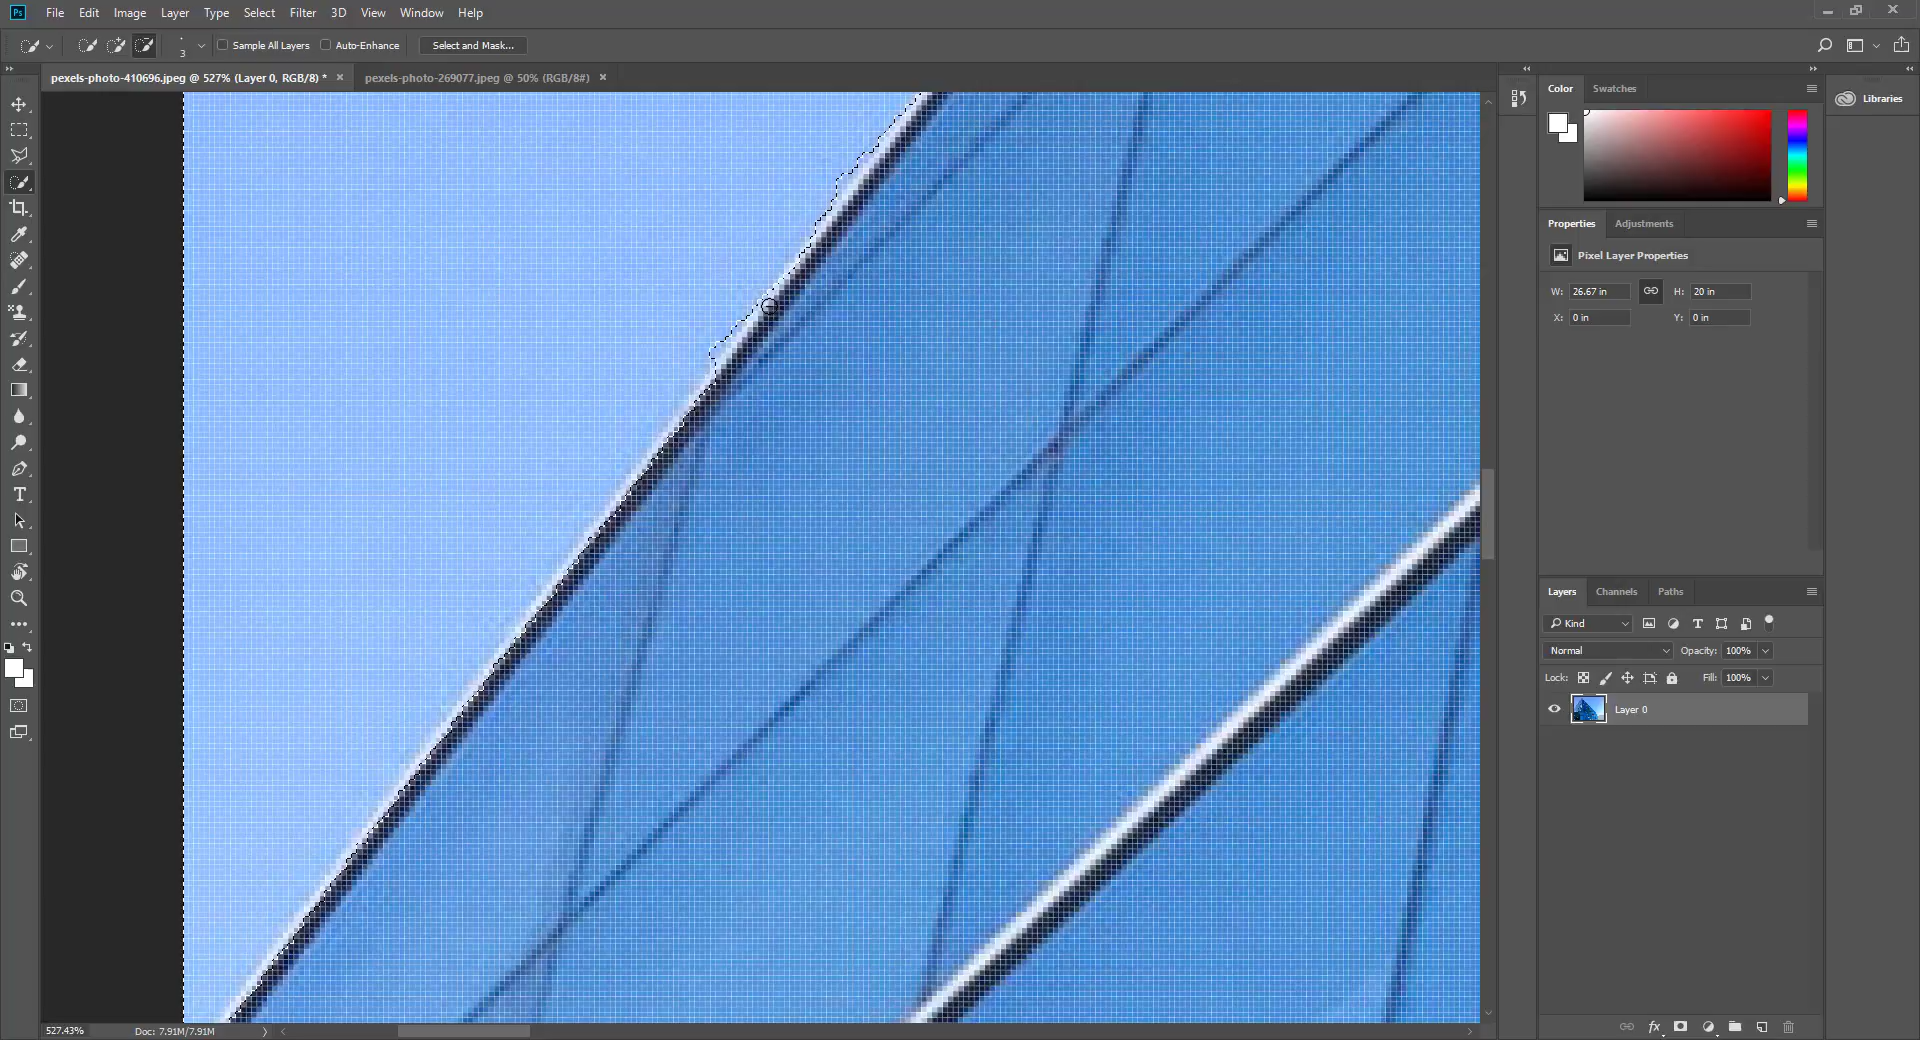 Ps File Edit Image Layer Type Select Filter 3D View Window Help
3 Sample All Layers Auto-Enhance Select and Mask...
pexels-photo-410696.jpeg @ 527% (Layer 0, RGB/8) * × pexels-photo-269077.jpeg @ 50% (RGB/8#) ×
Color Swatches
Libraries
Properties Adjustments
Pixel Layer Properties
W: 26.67 in H: 20 in
X: 0 in Y: 0 in
Layers Channels Paths
Kind
Normal Opacity: 100%
Lock: Fill: 100%
Layer 0
527.43% Doc: 7.91M/7.91M